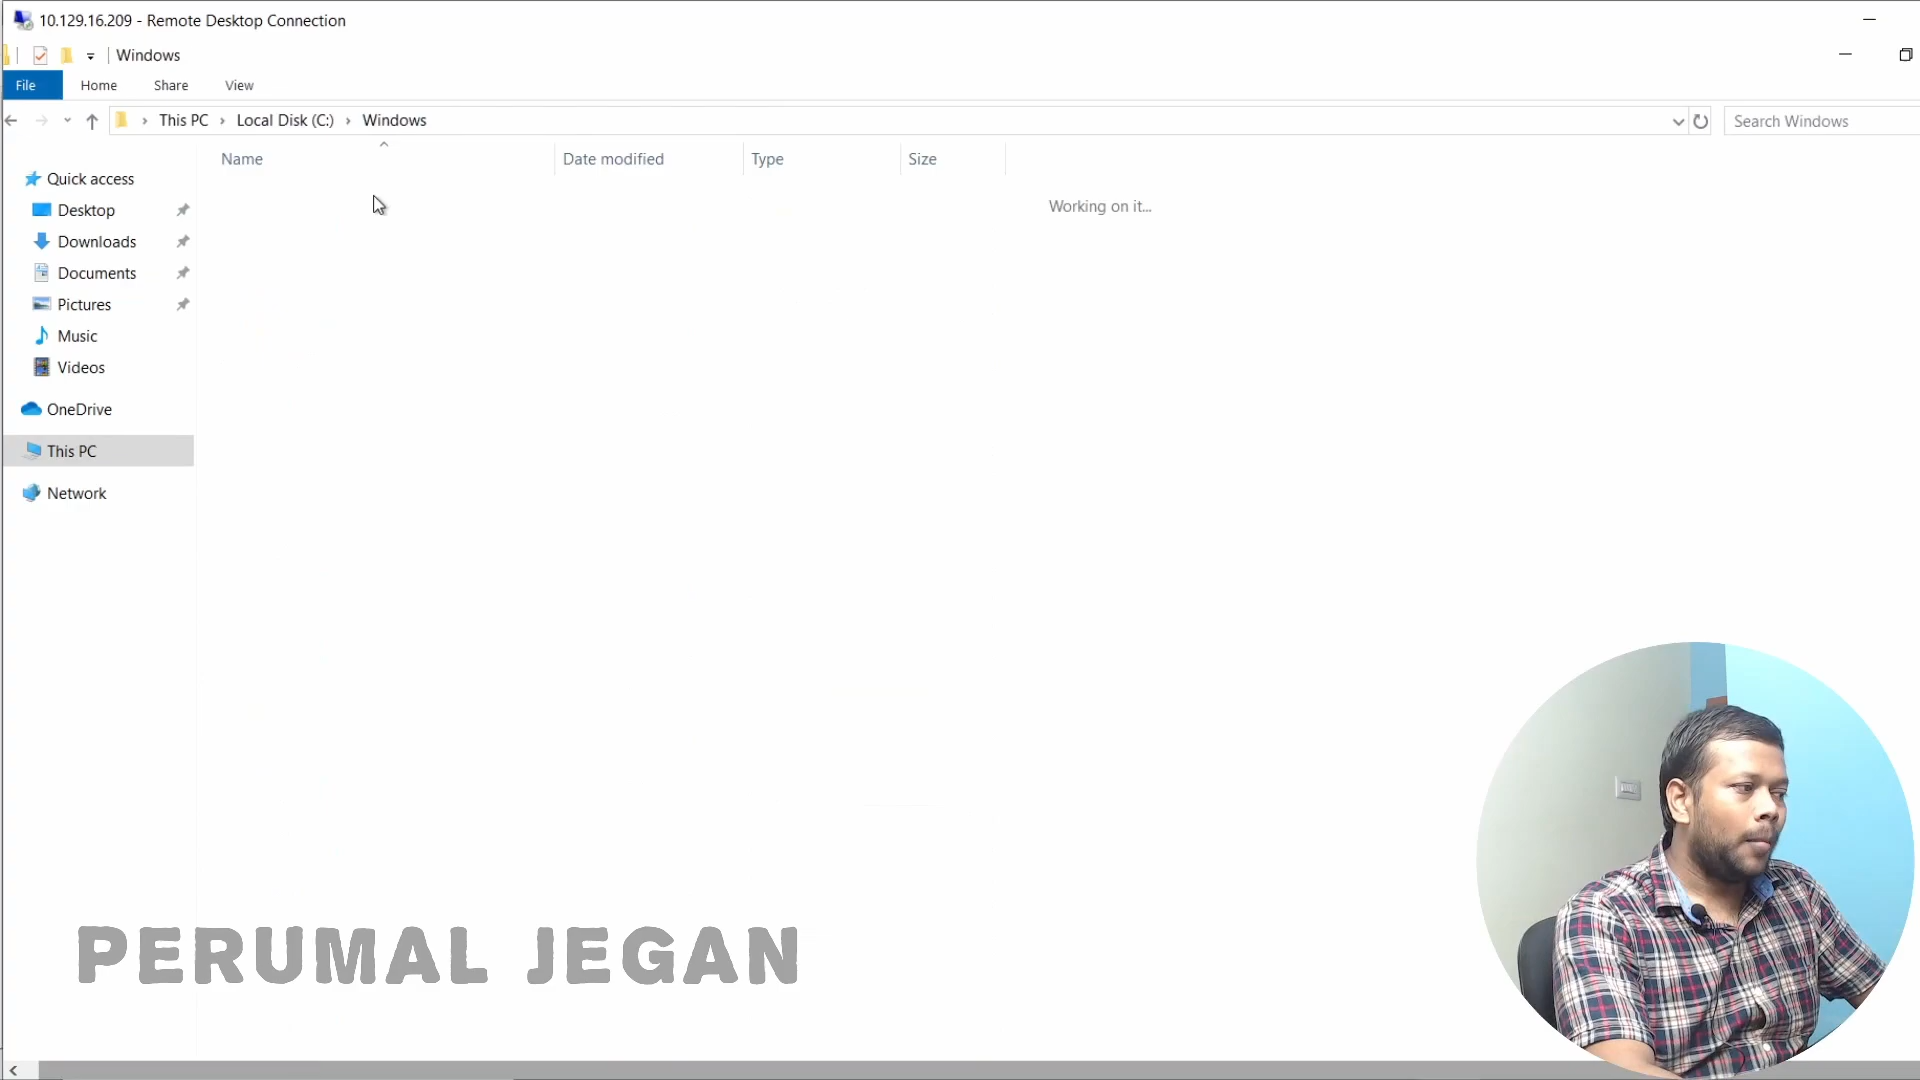 10.129.16.209 - Remote Desktop Connection
Windows
File Home Share View
This PC Local Disk (C:) Windows
Search Windows
Name Date modified Type Size
Working on it...
Quick access
Desktop
Downloads
Documents
Pictures
Music
Videos
OneDrive
This PC
Network
PERUMAL JEGAN